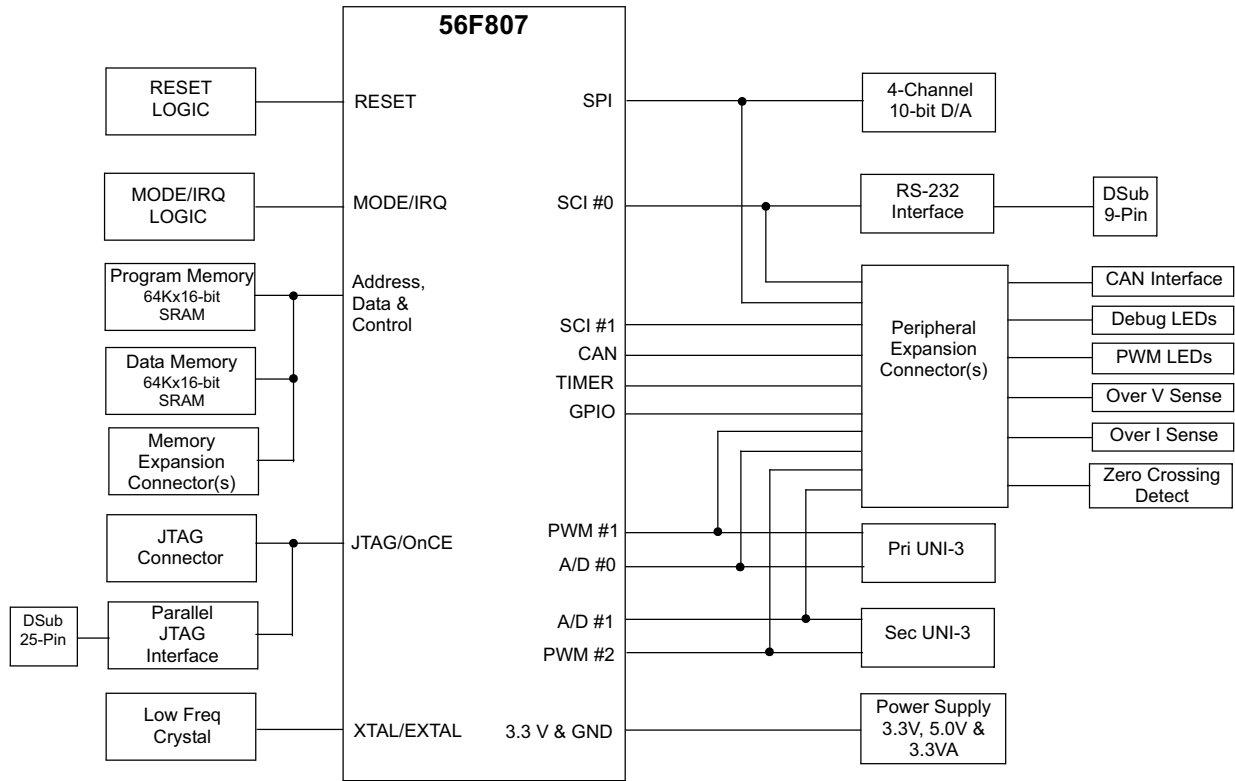 56F807
RESET
LOGIC
RESET
SPI
4-Channel
10-bit D/A
MODE/IRQ
LOGIC
MODE/IRQ
SCI #0
RS-232
Interface
DSub
9-Pin
Program Memory
64Kx16-bit
SRAM
Address,
Data &
Control
Data Memory
64Kx16-bit
SRAM
Memory
Expansion
Connector(s)
SCI #1
CAN
TIMER
GPIO
Peripheral
Expansion
Connector(s)
CAN Interface
Debug LEDs
PWM LEDs
Over V Sense
Over I Sense
Zero Crossing
Detect
JTAG
Connector
JTAG/OnCE
PWM #1
A/D #0
Pri UNI-3
DSub
25-Pin
Parallel
JTAG
Interface
A/D #1
PWM #2
Sec UNI-3
Low Freq
Crystal
XTAL/EXTAL
3.3 V & GND
Power Supply
3.3V, 5.0V &
3.3VA